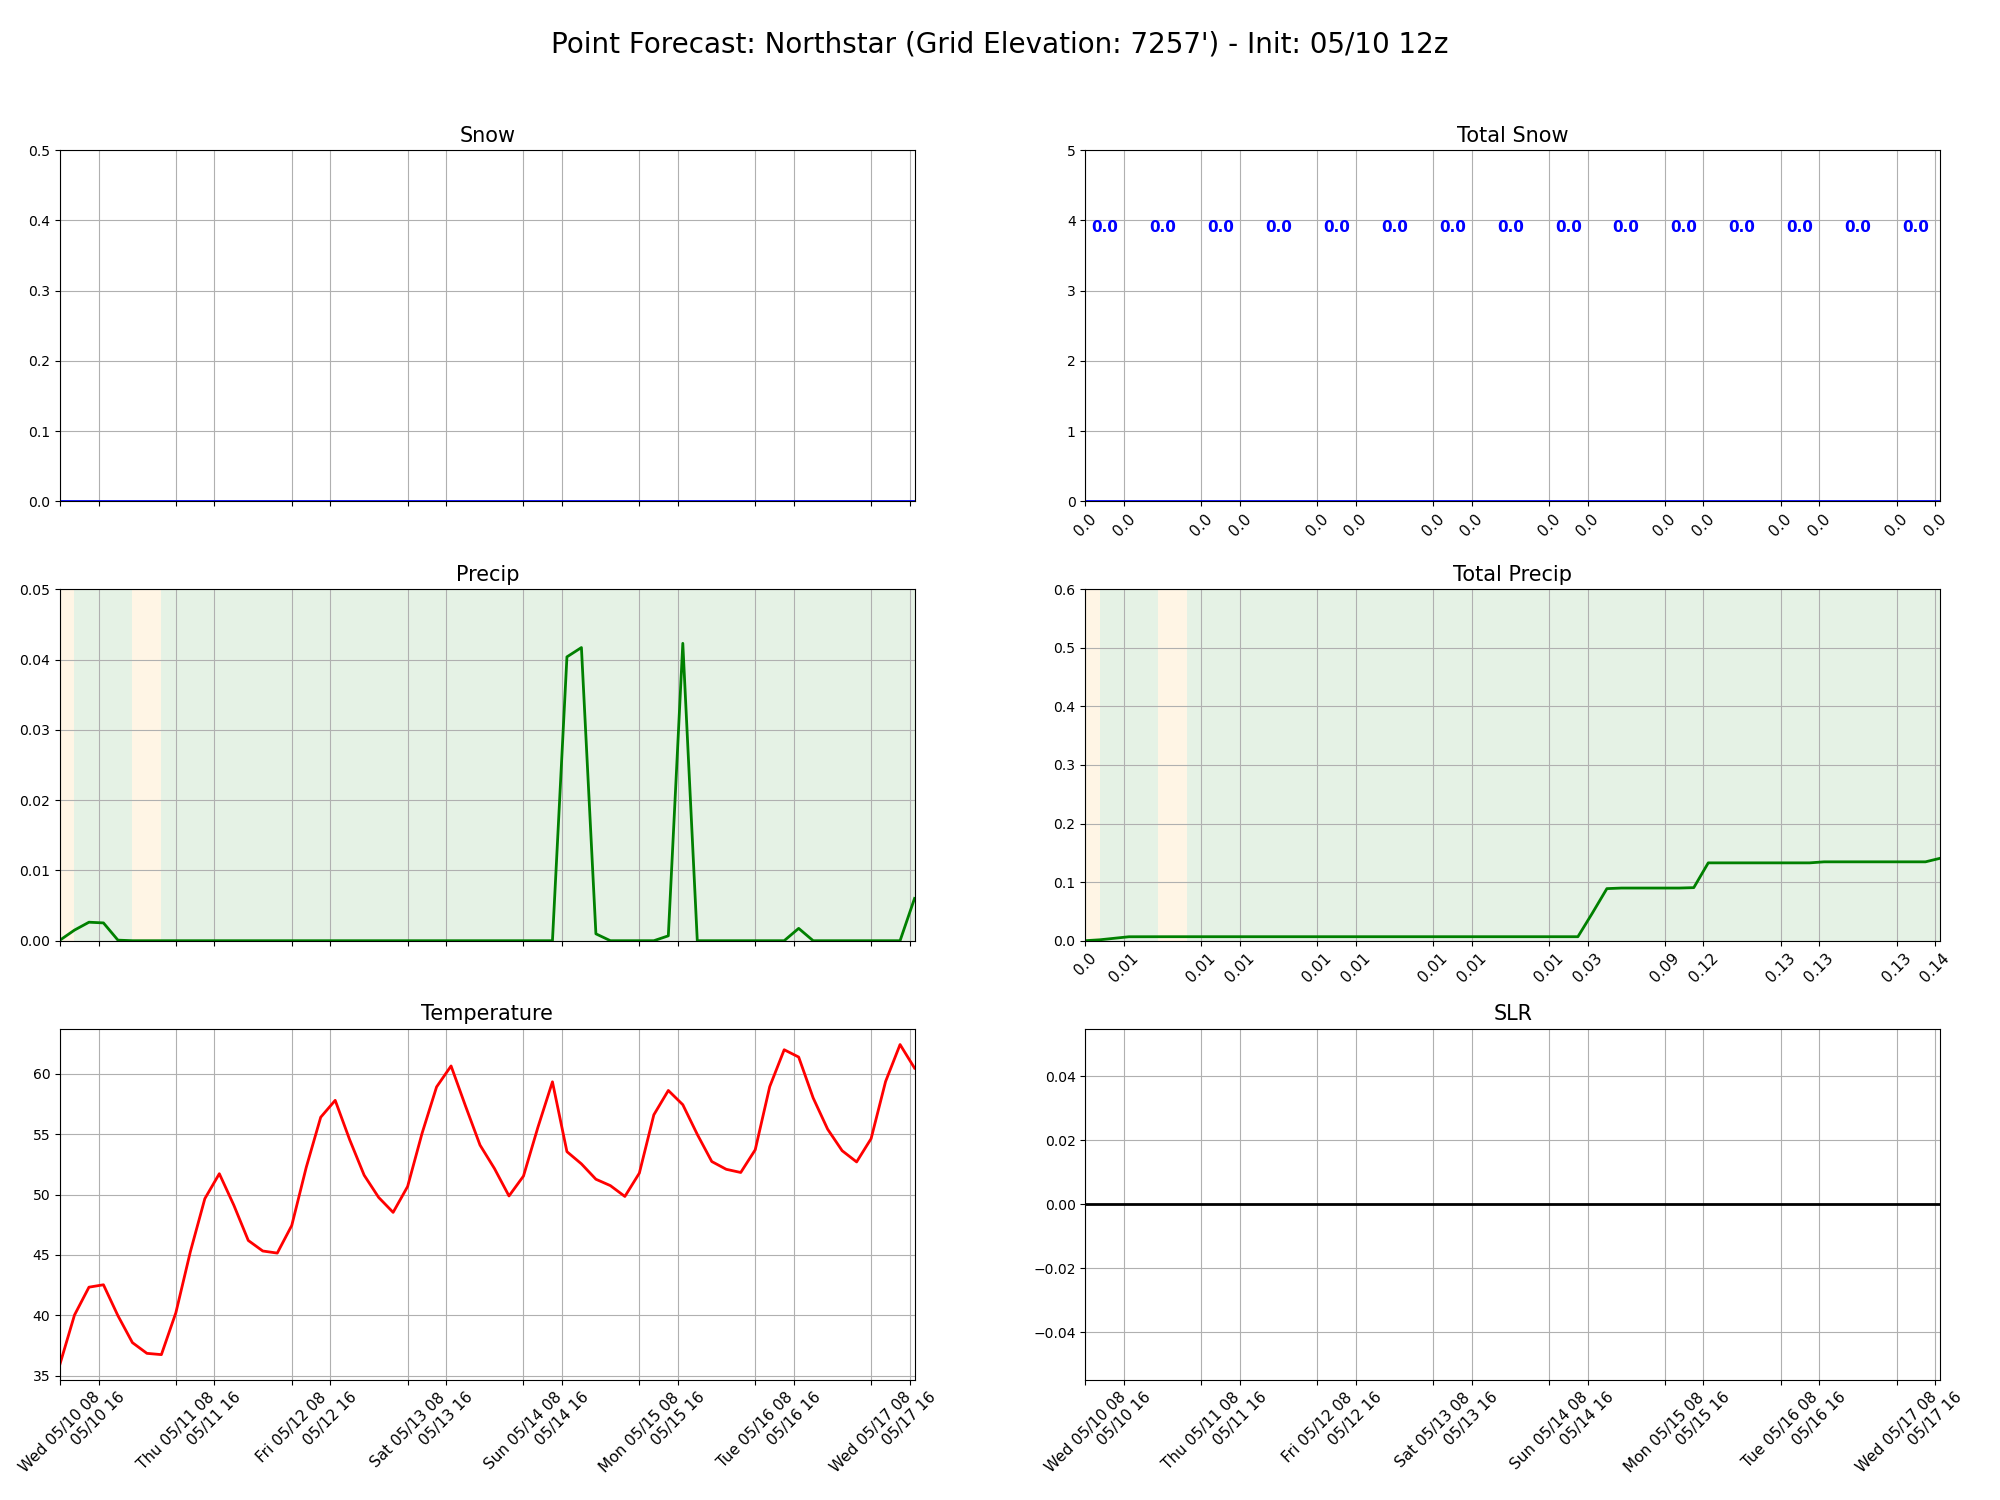 Point Forecast: Northstar (Grid Elevation: 7257') - Init: 05/10 12z
Snow
0.5
0.4
0.3
0.2
0.1
0.0
Total Snow
5
4
3
2
1
0
0.0 0.0 0.0 0.0 0.0 0.0 0.0 0.0 0.0 0.0 0.0 0.0 0.0 0.0 0.0
0.0 0.0 0.0 0.0 0.0 0.0 0.0 0.0 0.0 0.0 0.0 0.0 0.0 0.0 0.0 0.0
Precip
0.05
0.04
0.03
0.02
0.01
0.00
Total Precip
0.6
0.5
0.4
0.3
0.2
0.1
0.0
0.0 0.01 0.01 0.01 0.01 0.01 0.01 0.01 0.01 0.03 0.09 0.12 0.13 0.13 0.13 0.14
Temperature
60
55
50
45
40
35
Wed 05/10 08
05/10 16
Thu 05/11 08
05/11 16
Fri 05/12 08
05/12 16
Sat 05/13 08
05/13 16
Sun 05/14 08
05/14 16
Mon 05/15 08
05/15 16
Tue 05/16 08
05/16 16
Wed 05/17 08
05/17 16
SLR
0.04
0.02
0.00
−0.02
−0.04
Wed 05/10 08
05/10 16
Thu 05/11 08
05/11 16
Fri 05/12 08
05/12 16
Sat 05/13 08
05/13 16
Sun 05/14 08
05/14 16
Mon 05/15 08
05/15 16
Tue 05/16 08
05/16 16
Wed 05/17 08
05/17 16